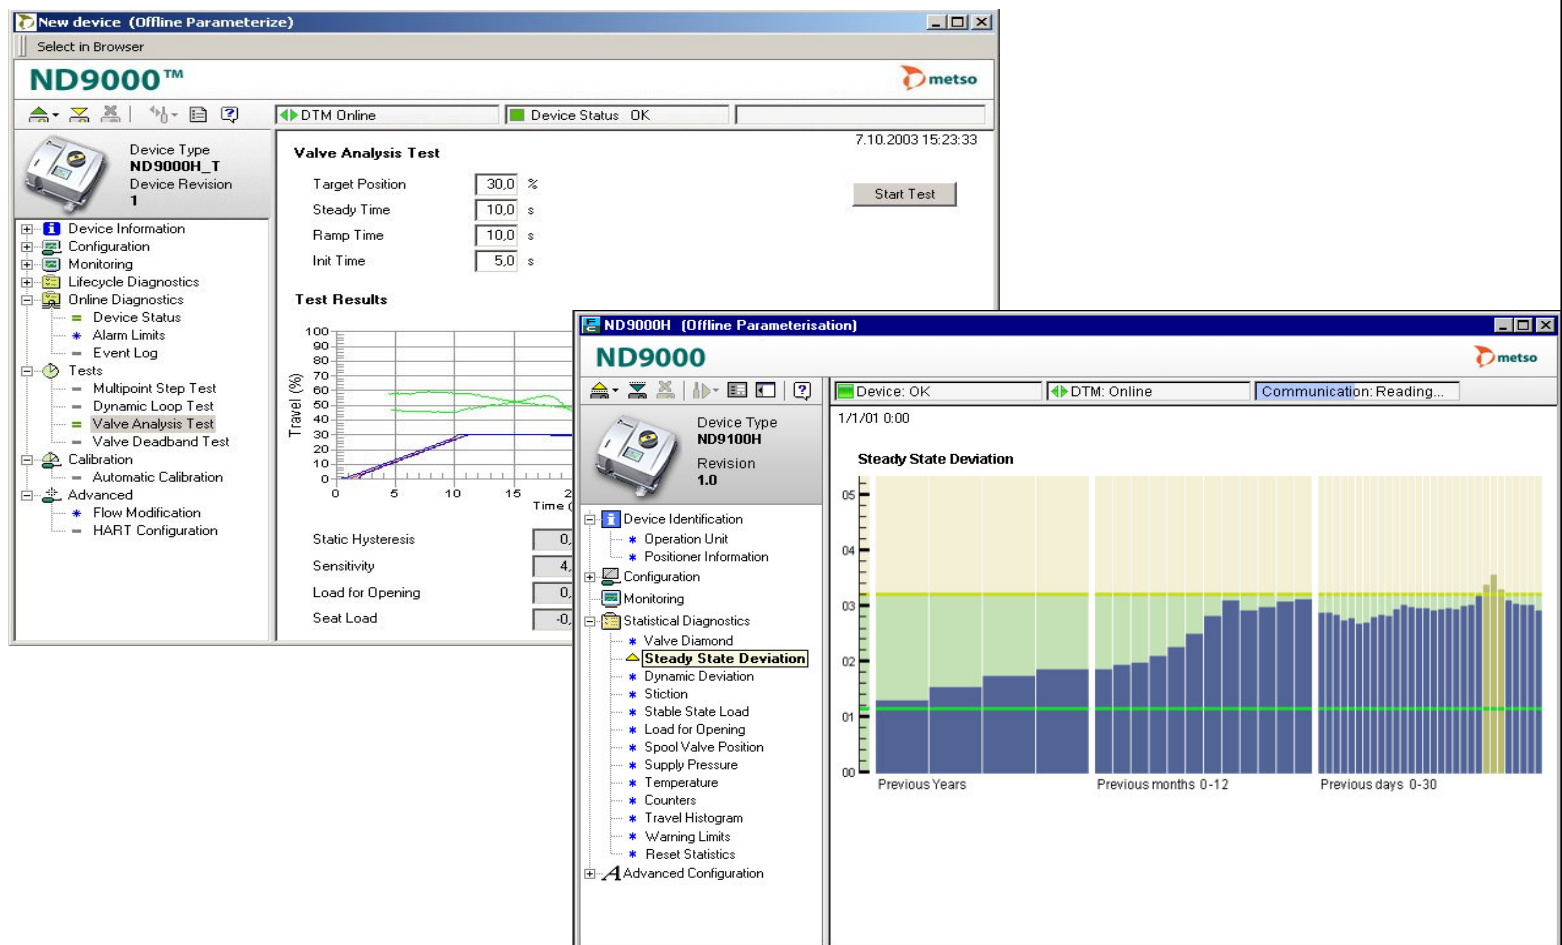 New device (Offline Parameterize)
Select in Browser
ND9000™
metso
DTM Online
Device Status OK
Device Type
ND9000H_T
Device Revision
1
Device Information
Configuration
Monitoring
Lifecycle Diagnostics
Online Diagnostics
Device Status
Alarm Limits
Event Log
Tests
Multipoint Step Test
Dynamic Loop Test
Valve Analysis Test
Valve Deadband Test
Calibration
Automatic Calibration
Advanced
Flow Modification
HART Configuration
7.10.2003 15:23:33
Valve Analysis Test
Target Position 30,0 %
Start Test
Steady Time 10,0 s
Ramp Time 10,0 s
Init Time 5,0 s
Test Results
100
90
80
70
60
50
40
30
20
10
0
Travel (%)
0 5 10 15 2
Time (
Static Hysteresis 0,
Sensitivity 4,
Load for Opening 0,
Seat Load -0,
ND9000H (Offline Parameterisation)
ND9000
metso
Device: OK
DTM: Online
Communication: Reading...
Device Type
ND9100H
Revision
1.0
Device Identification
Operation Unit
Positioner Information
Configuration
Monitoring
Statistical Diagnostics
Valve Diamond
Steady State Deviation
Dynamic Deviation
Stiction
Stable State Load
Load for Opening
Spool Valve Position
Supply Pressure
Temperature
Counters
Travel Histogram
Warning Limits
Reset Statistics
Advanced Configuration
1/1/01 0:00
Steady State Deviation
05
04
03
02
01
00
Previous Years
Previous months 0-12
Previous days 0-30